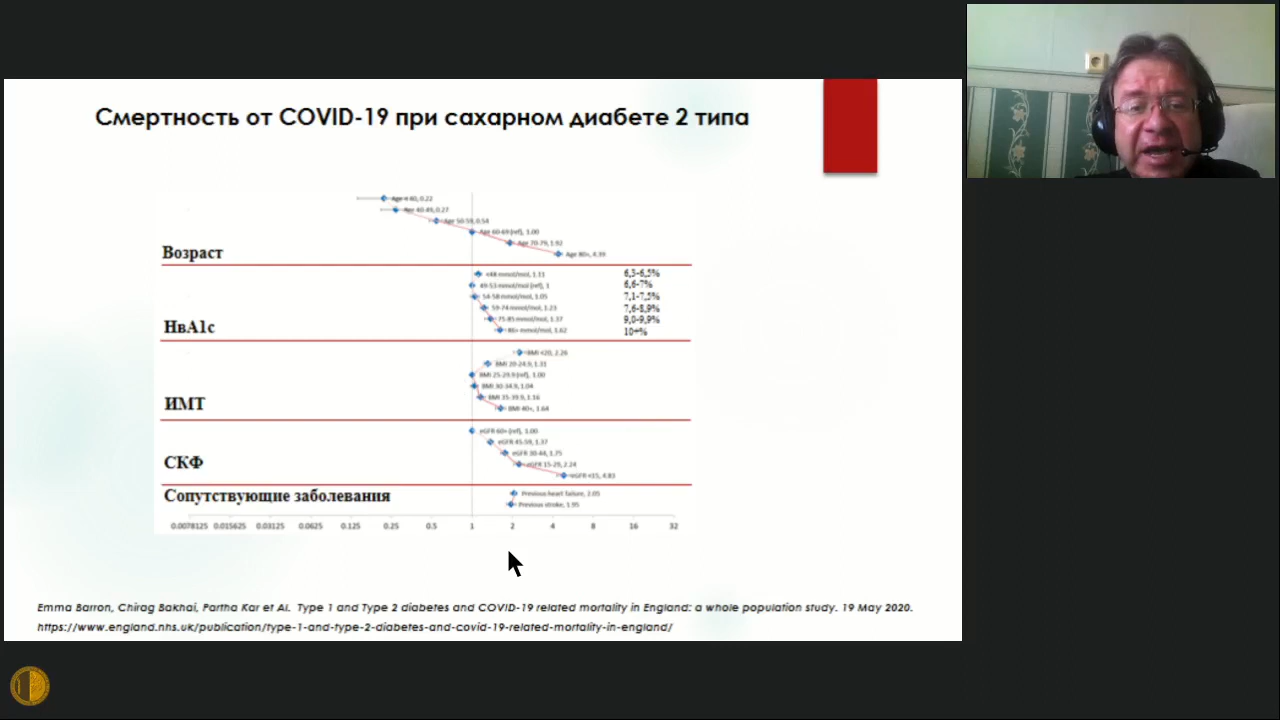 Смертность от COVID-19 при сахарном диабете 2 типа
Age < 40, 0.22
Age 40-49, 0.27
Age 50-59, 0.54
Age 60-69 (ref), 1.00
Age 70-79, 1.92
Возраст
Age 80+, 4.39
<48 mmol/mol, 1.11 6,3-6,5%
49-53 mmol/mol (ref), 1 6,6-7%
54-58 mmol/mol, 1.05 7,1-7,5%
59-74 mmol/mol, 1.23 7,6-8,9%
75-85 mmol/mol, 1.37 9,0-9,9%
НвА1с
86+ mmol/mol, 1.62 10+%
BMI <20, 2.26
BMI 20-24.9, 1.31
BMI 25-29.9 (ref), 1.00
BMI 30-34.9, 1.04
BMI 35-39.9, 1.16
ИМТ
BMI 40+, 1.64
eGFR 60+ (ref), 1.00
eGFR 45-59, 1.37
eGFR 30-44, 1.75
СКФ
eGFR 15-29, 2.24
eGFR <15, 4.83
Сопутствующие заболевания
Previous heart failure, 2.05
Previous stroke, 1.95
0.0078125 0.015625 0.03125 0.0625 0.125 0.25 0.5 1 2 4 8 16 32
Emma Barron, Chirag Bakhai, Partha Kar et Al. Type 1 and Type 2 diabetes and COVID-19 related mortality in England: a whole population study. 19 May 2020.
https://www.england.nhs.uk/publication/type-1-and-type-2-diabetes-and-covid-19-related-mortality-in-england/